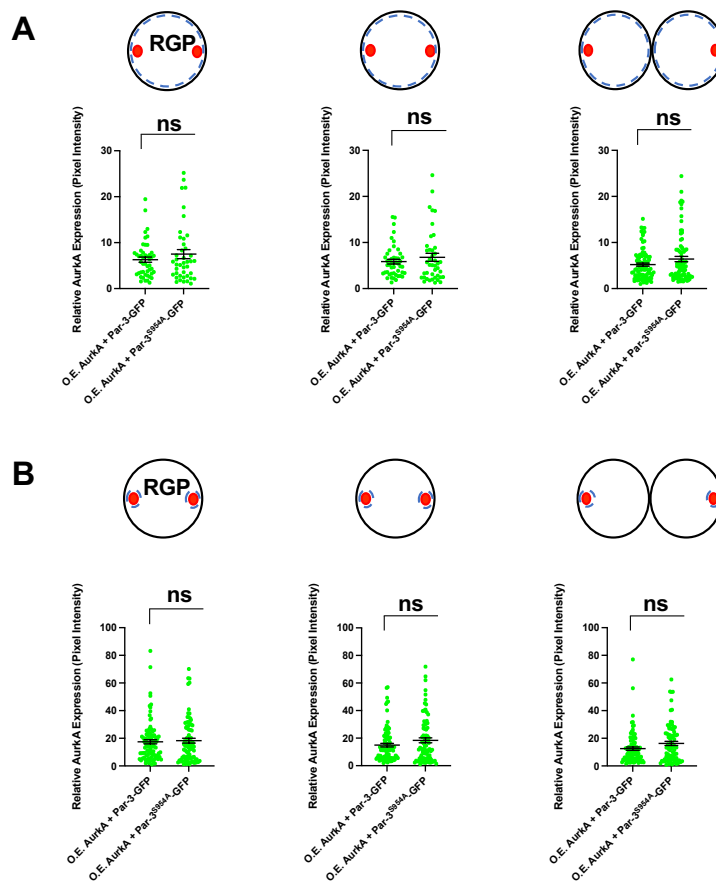 A
RGP
ns
ns
ns
Relative AurkA Expression (Pixel Intensity)
30
20
10
0
O.E. AurkA + Par-3-GFP
O.E. AurkA + Par-3S954A-GFP
Relative AurkA Expression (Pixel Intensity)
30
20
10
0
O.E. AurkA + Par-3-GFP
O.E. AurkA + Par-3S954A-GFP
Relative AurkA Expression (Pixel Intensity)
30
20
10
0
O.E. AurkA + Par-3-GFP
O.E. AurkA + Par-3S954A-GFP
B
RGP
ns
ns
ns
Relative AurkA Expression (Pixel Intensity)
100
80
60
40
20
0
O.E. AurkA + Par-3-GFP
O.E. AurkA + Par-3S954A-GFP
Relative AurkA Expression (Pixel Intensity)
100
80
60
40
20
0
O.E. AurkA + Par-3-GFP
O.E. AurkA + Par-3S954A-GFP
Relative AurkA Expression (Pixel Intensity)
100
80
60
40
20
0
O.E. AurkA + Par-3-GFP
O.E. AurkA + Par-3S954A-GFP